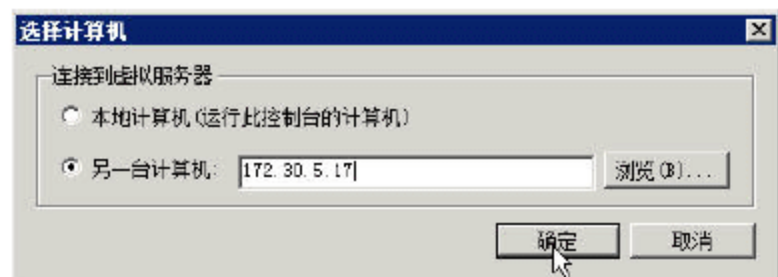 选择计算机
连接到虚拟服务器
本地计算机(运行此控制台的计算机)
另一台计算机: 172.30.5.17 浏览(B)...
确定 取消